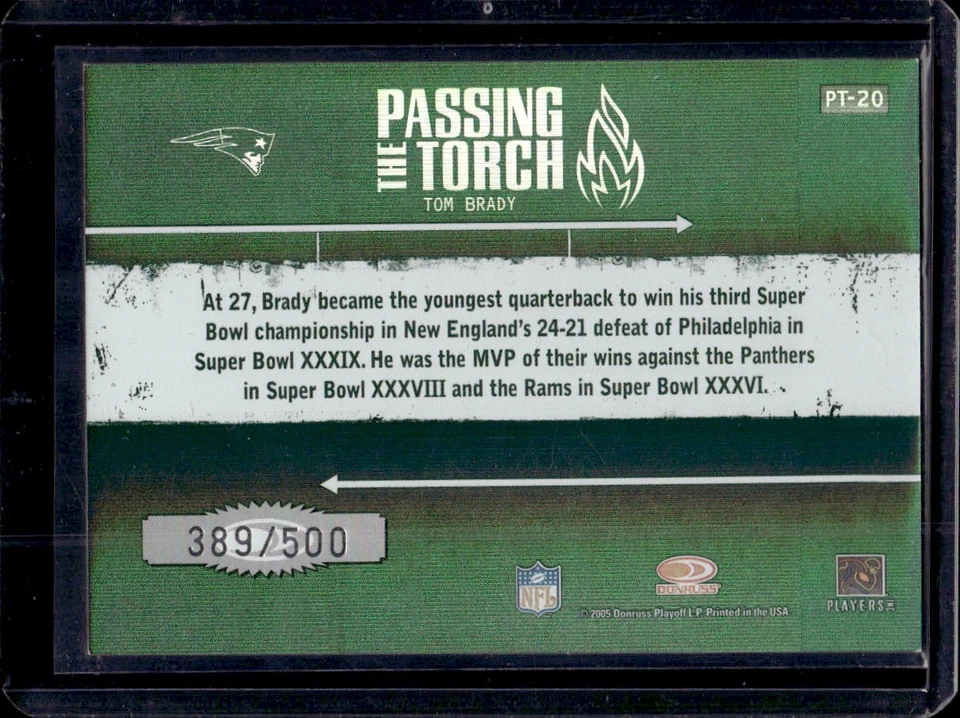 PT-20
PASSING
THE TORCH
TOM BRADY
At 27, Brady became the youngest quarterback to win his third Super
Bowl championship in New England's 24-21 defeat of Philadelphia in
Super Bowl XXXIX. He was the MVP of their wins against the Panthers
in Super Bowl XXXVIII and the Rams in Super Bowl XXXVI.
389/500
NFL
DONRUSS
PLAYERS INC
© 2005 Donruss Playoff L.P. Printed in the USA